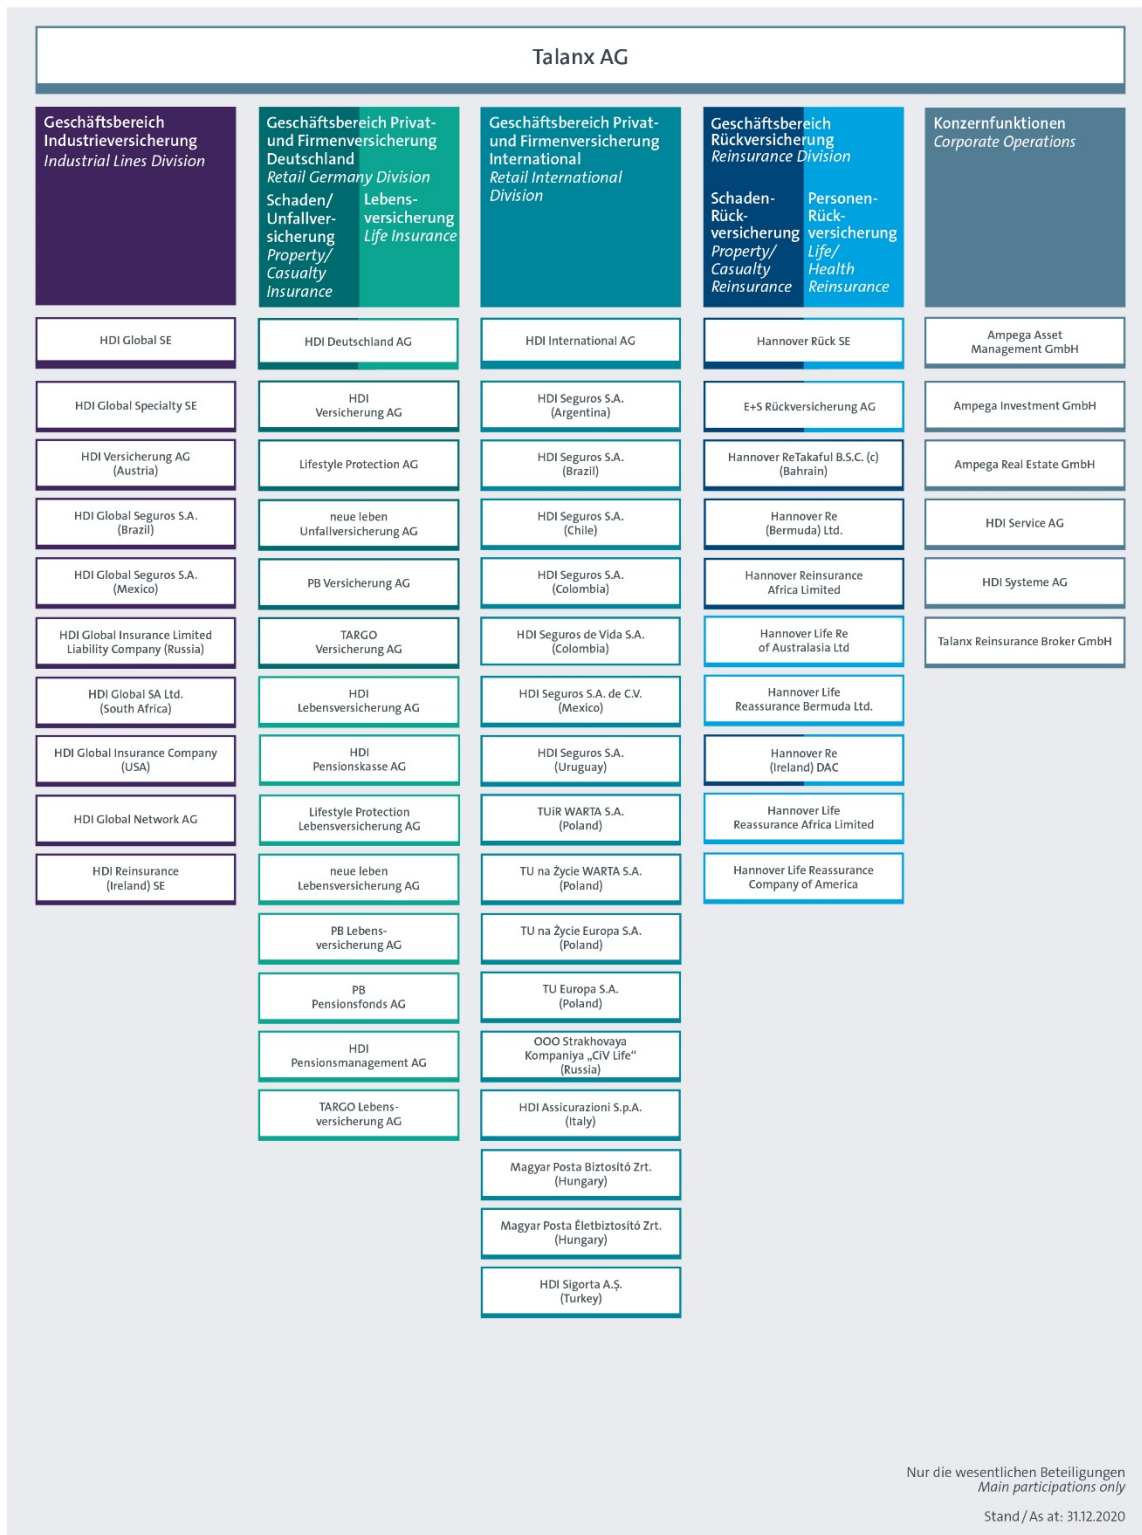 Talanx AG
Geschäftsbereich
Industrieversicherung
Industrial Lines Division
HDI Global SE
HDI Global Specialty SE
HDI Versicherung AG
(Austria)
HDI Global Seguros S.A.
(Brazil)
HDI Global Seguros S.A.
(Mexico)
HDI Global Insurance Limited
Liability Company (Russia)
HDI Global SA Ltd.
(South Africa)
HDI Global Insurance Company
(USA)
HDI Global Network AG
HDI Reinsurance
(Ireland) SE
Geschäftsbereich Privat-
und Firmenversicherung
Deutschland
Retail Germany Division
Schaden/
Unfallver-
sicherung
Property/
Casualty
Insurance
Lebens-
versicherung
Life Insurance
HDI Deutschland AG
HDI
Versicherung AG
Lifestyle Protection AG
neue leben
Unfallversicherung AG
PB Versicherung AG
TARGO
Versicherung AG
HDI
Lebensversicherung AG
HDI
Pensionskasse AG
Lifestyle Protection
Lebensversicherung AG
neue leben
Lebensversicherung AG
PB Lebens-
versicherung AG
PB
Pensionsfonds AG
HDI
Pensionsmanagement AG
TARGO Lebens-
versicherung AG
Geschäftsbereich Privat-
und Firmenversicherung
International
Retail International
Division
HDI International AG
HDI Seguros S.A.
(Argentina)
HDI Seguros S.A.
(Brazil)
HDI Seguros S.A.
(Chile)
HDI Seguros S.A.
(Colombia)
HDI Seguros de Vida S.A.
(Colombia)
HDI Seguros S.A. de C.V.
(Mexico)
HDI Seguros S.A.
(Uruguay)
TUiR WARTA S.A.
(Poland)
TU na Życie WARTA S.A.
(Poland)
TU na Życie Europa S.A.
(Poland)
TU Europa S.A.
(Poland)
OOO Strakhovaya
Kompaniya „CiV Life“
(Russia)
HDI Assicurazioni S.p.A.
(Italy)
Magyar Posta Biztosító Zrt.
(Hungary)
Magyar Posta Életbiztosító Zrt.
(Hungary)
HDI Sigorta A.Ş.
(Turkey)
Geschäftsbereich
Rückversicherung
Reinsurance Division
Schaden-
Rück-
versicherung
Property/
Casualty
Reinsurance
Personen-
Rück-
versicherung
Life/
Health
Reinsurance
Hannover Rück SE
E+S Rückversicherung AG
Hannover ReTakaful B.S.C. (c)
(Bahrain)
Hannover Re
(Bermuda) Ltd.
Hannover Reinsurance
Africa Limited
Hannover Life Re
of Australasia Ltd
Hannover Life
Reassurance Bermuda Ltd.
Hannover Re
(Ireland) DAC
Hannover Life
Reassurance Africa Limited
Hannover Life Reassurance
Company of America
Konzernfunktionen
Corporate Operations
Ampega Asset
Management GmbH
Ampega Investment GmbH
Ampega Real Estate GmbH
HDI Service AG
HDI Systeme AG
Talanx Reinsurance Broker GmbH
Nur die wesentlichen Beteiligungen
Main participations only
Stand / As at: 31.12.2020